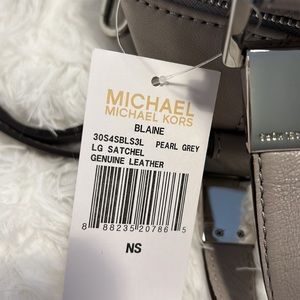 MICHAEL
MICHAEL KORS
BLAINE
30S4SBLS3L PEARL GREY
LG SATCHEL
GENUINE LEATHER
8 88235 20786 5
NS